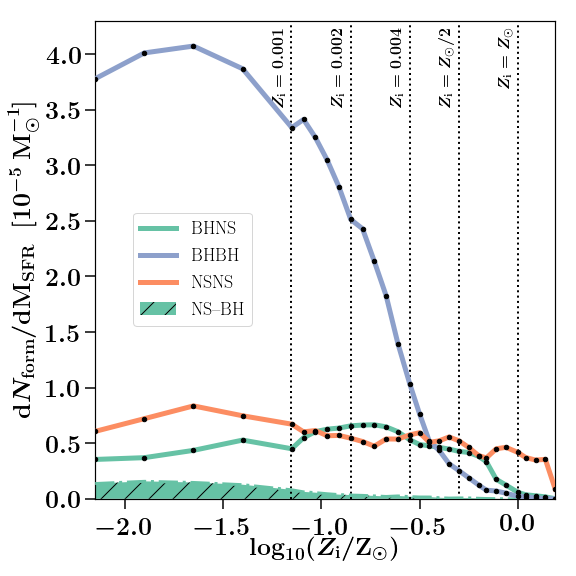 Z_i = 0.001
Z_i = 0.002
Z_i = 0.004
Z_i = Z_⊙/2
Z_i = Z_⊙
4.0
3.5
3.0
2.5
2.0
1.5
1.0
0.5
0.0
dN_form/dM_SFR [10^−5 M_⊙^−1]
BHNS
BHBH
NSNS
NS–BH
−2.0 −1.5 −1.0 −0.5 0.0
log_10(Z_i/Z_⊙)